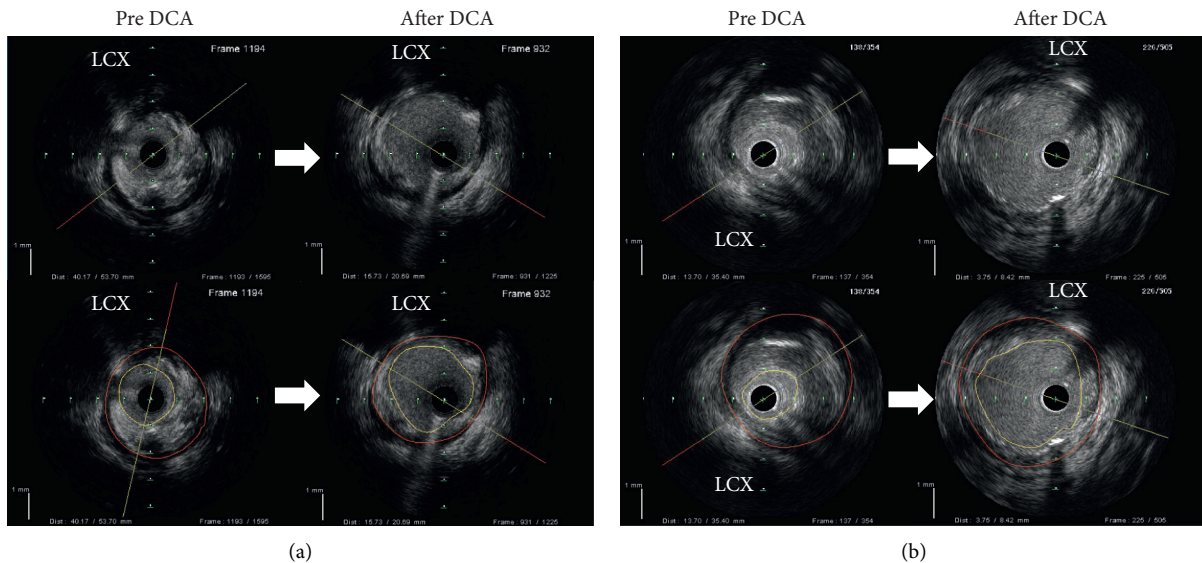 Pre DCA
After DCA
LCX
Frame 1194
LCX
Frame 932
1 mm
Dist: 40.17 / 53.70 mm
Frame: 1193 / 1595
1 mm
Dist: 15.73 / 20.59 mm
Frame: 931 / 1225
LCX
Frame 1194
LCX
Frame 932
1 mm
Dist: 40.17 / 53.70 mm
Frame: 1193 / 1595
1 mm
Dist: 15.73 / 20.59 mm
Frame: 931 / 1225
(a)
Pre DCA
After DCA
138/354
LCX
226/505
LCX
1 mm
Dist: 13.70 / 35.40 mm
Frame: 137 / 354
1 mm
Dist: 3.75 / 8.42 mm
Frame: 225 / 505
138/354
LCX
226/505
LCX
1 mm
Dist: 13.70 / 35.40 mm
Frame: 137 / 354
1 mm
Dist: 3.75 / 8.42 mm
Frame: 225 / 505
(b)